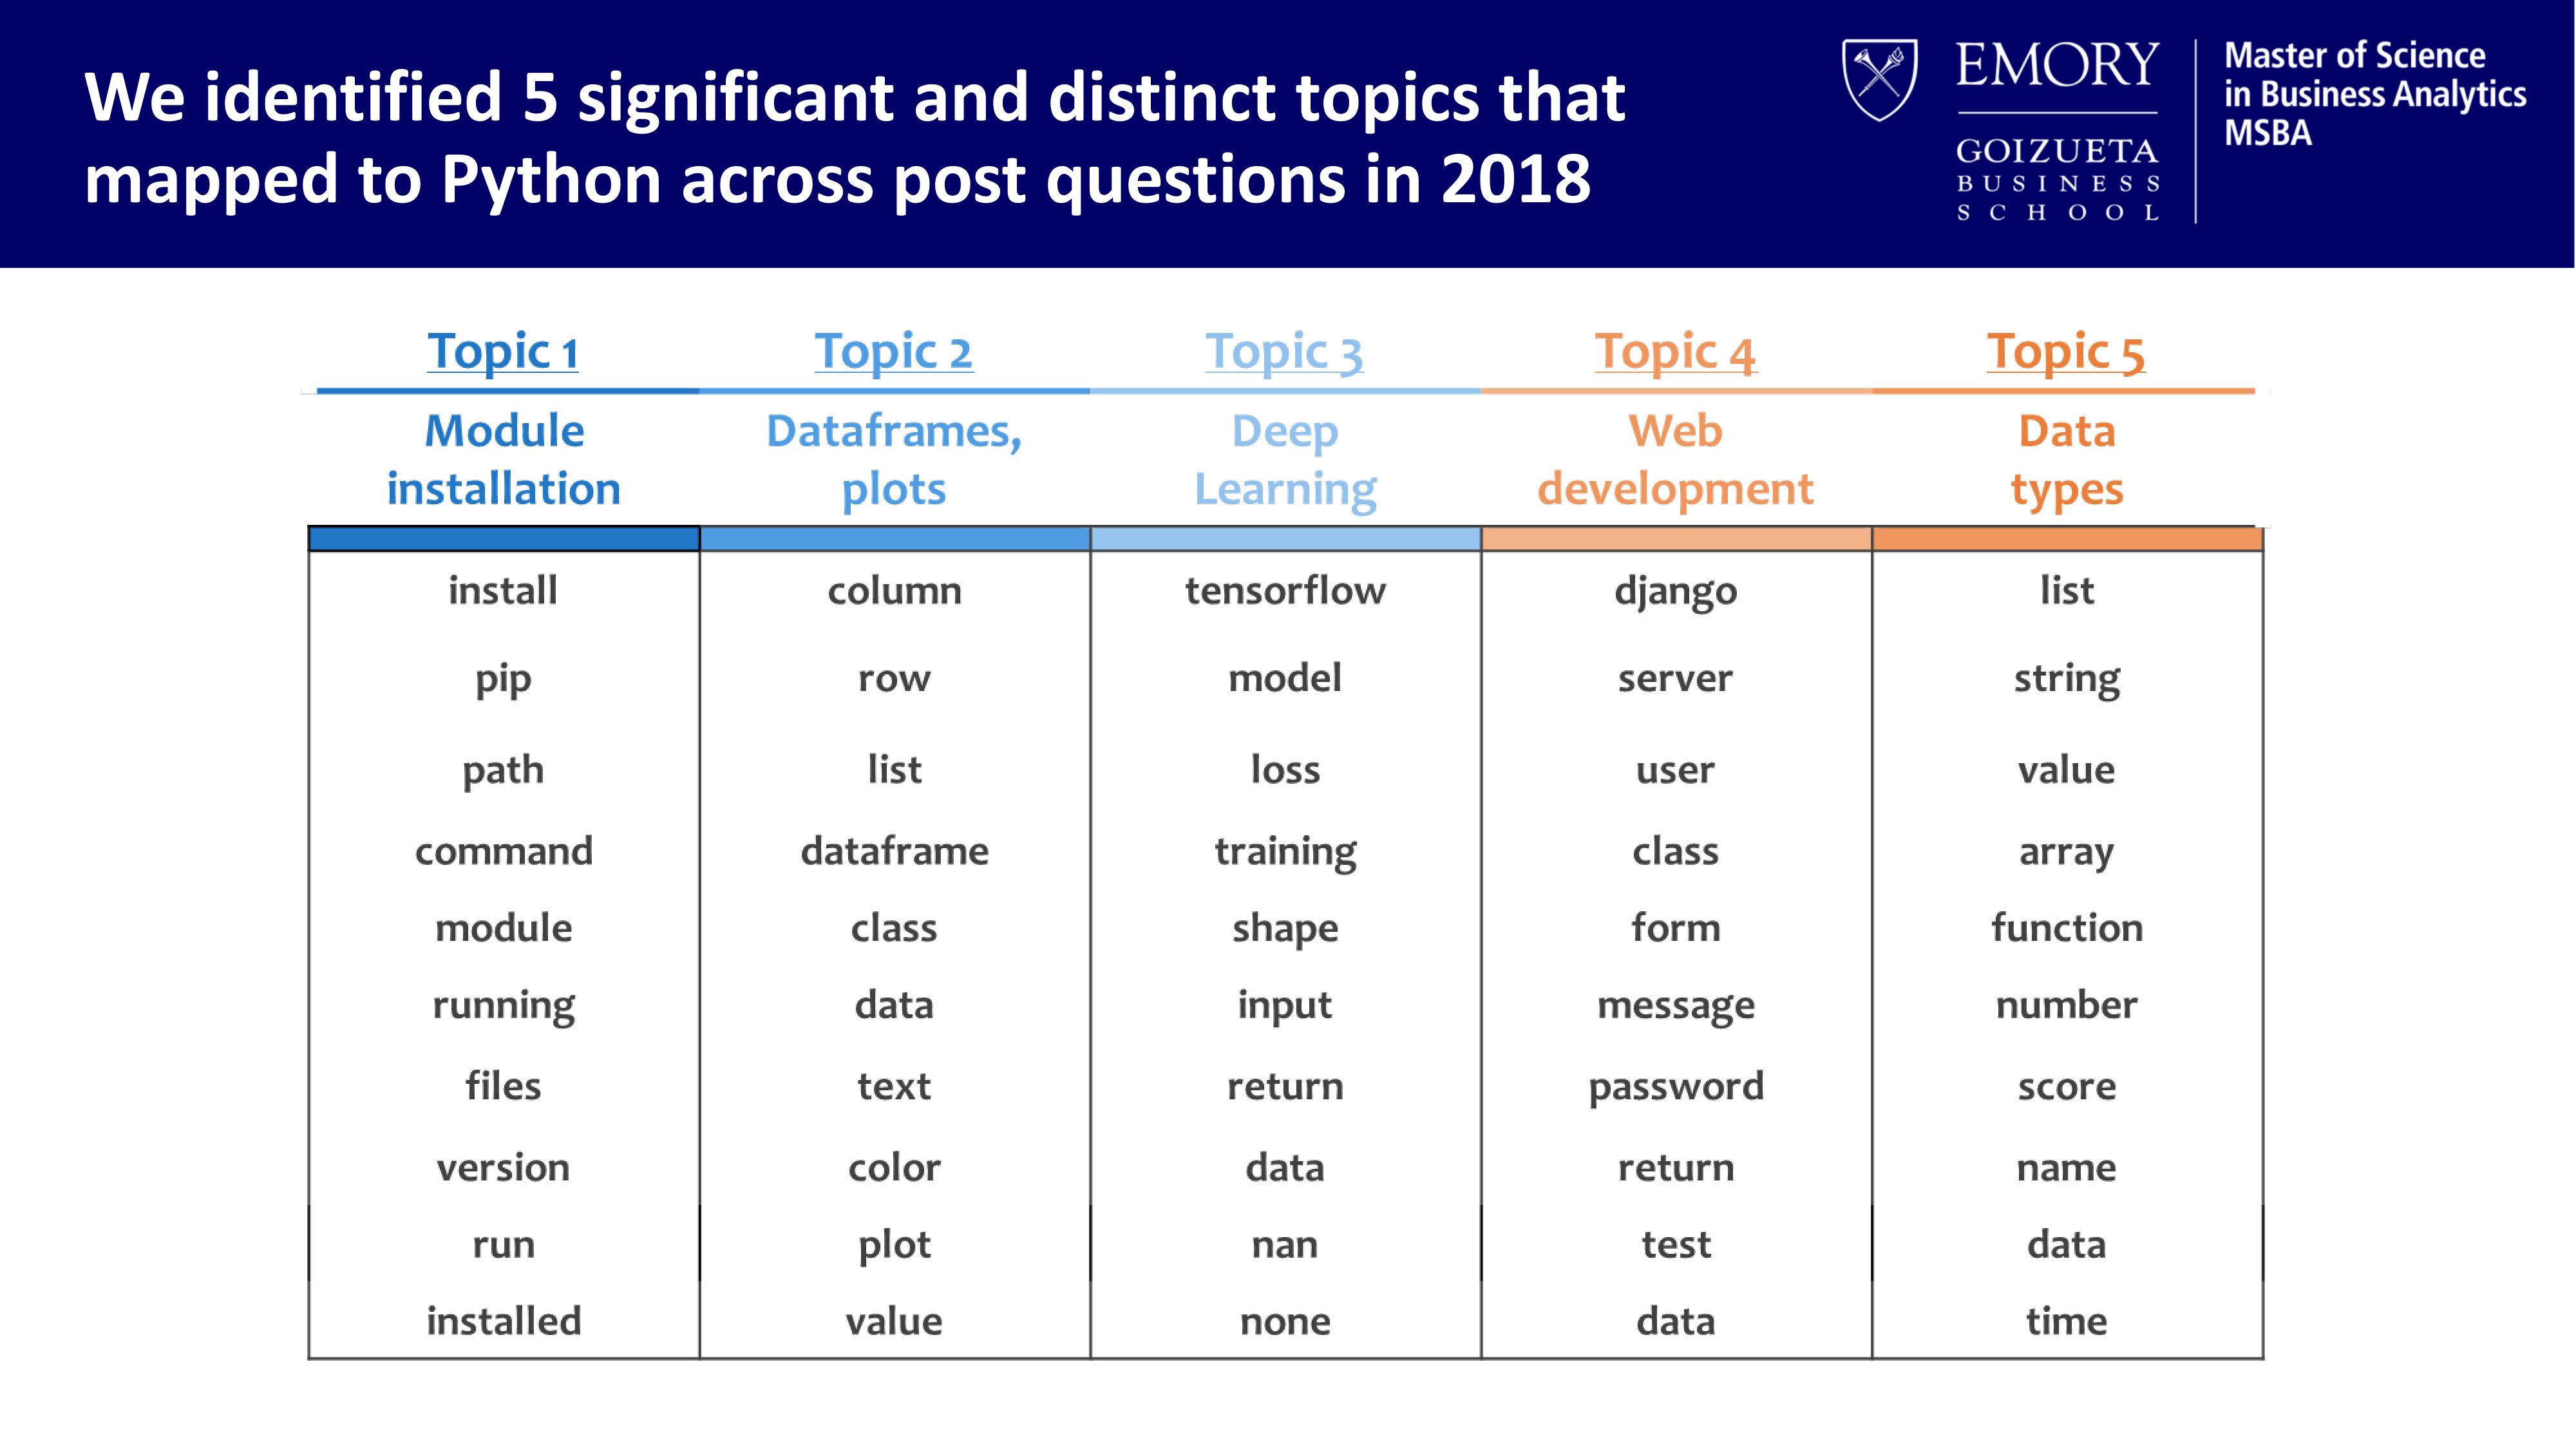 We identified 5 significant and distinct topics that
mapped to Python across post questions in 2018
EMORY
GOIZUETA
BUSINESS
SCHOOL
Master of Science
in Business Analytics
MSBA
Topic 1 Topic 2 Topic 3 Topic 4 Topic 5
Module Dataframes, Deep Web Data
installation plots Learning development types
install column tensorflow django list
pip row model server string
path list loss user value
command dataframe training class array
module class shape form function
running data input message number
files text return password score
version color data return name
run plot nan test data
installed value none data time